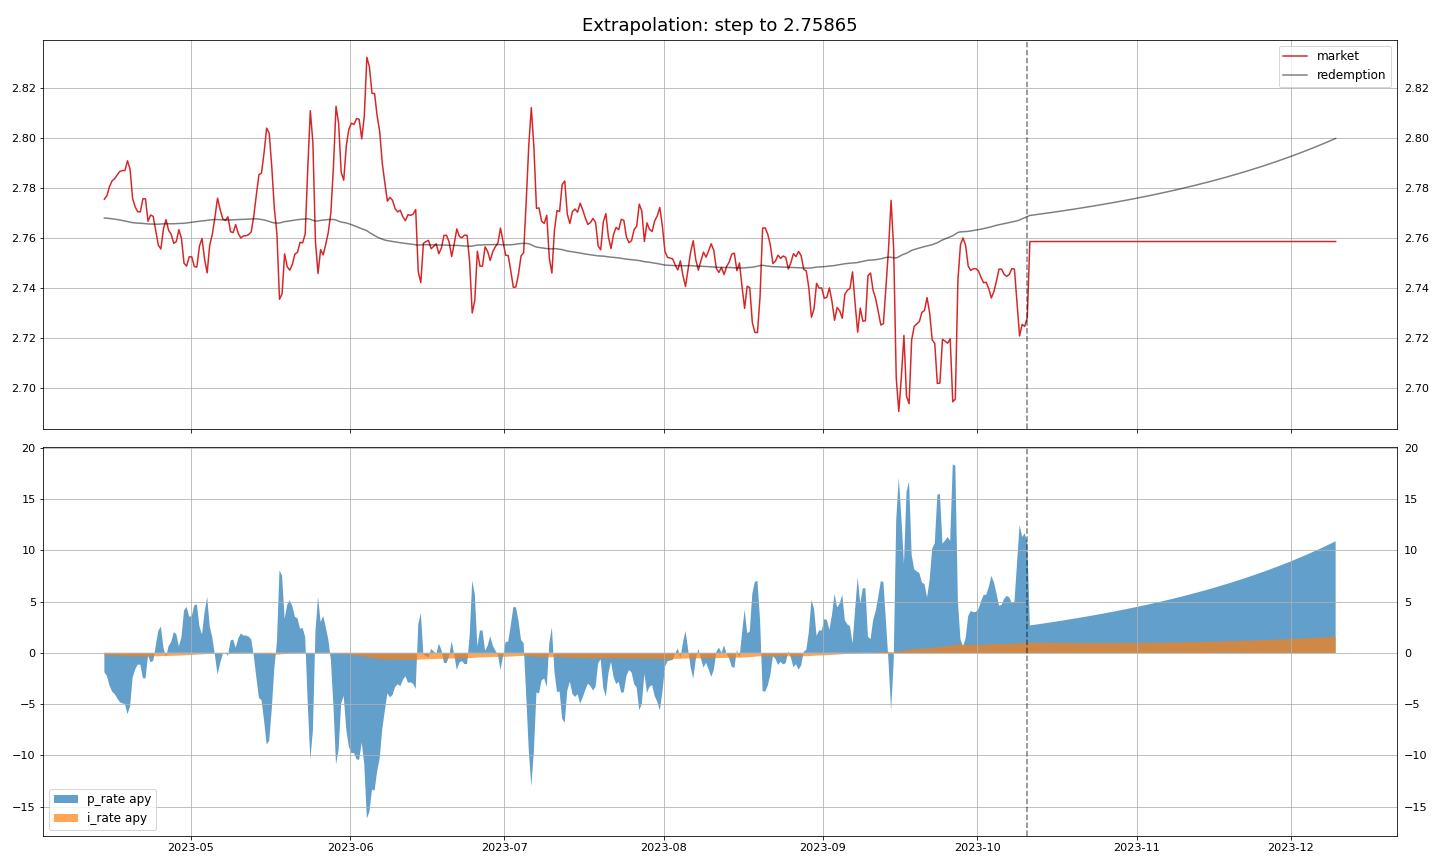 Extrapolation: step to 2.75865
market
redemption
2.82 2.82
2.80 2.80
2.78 2.78
2.76 2.76
2.74 2.74
2.72 2.72
2.70 2.70
20 20
15 15
10 10
5 5
0 0
−5 −5
−10 −10
−15 −15
p_rate apy
i_rate apy
2023-05 2023-06 2023-07 2023-08 2023-09 2023-10 2023-11 2023-12